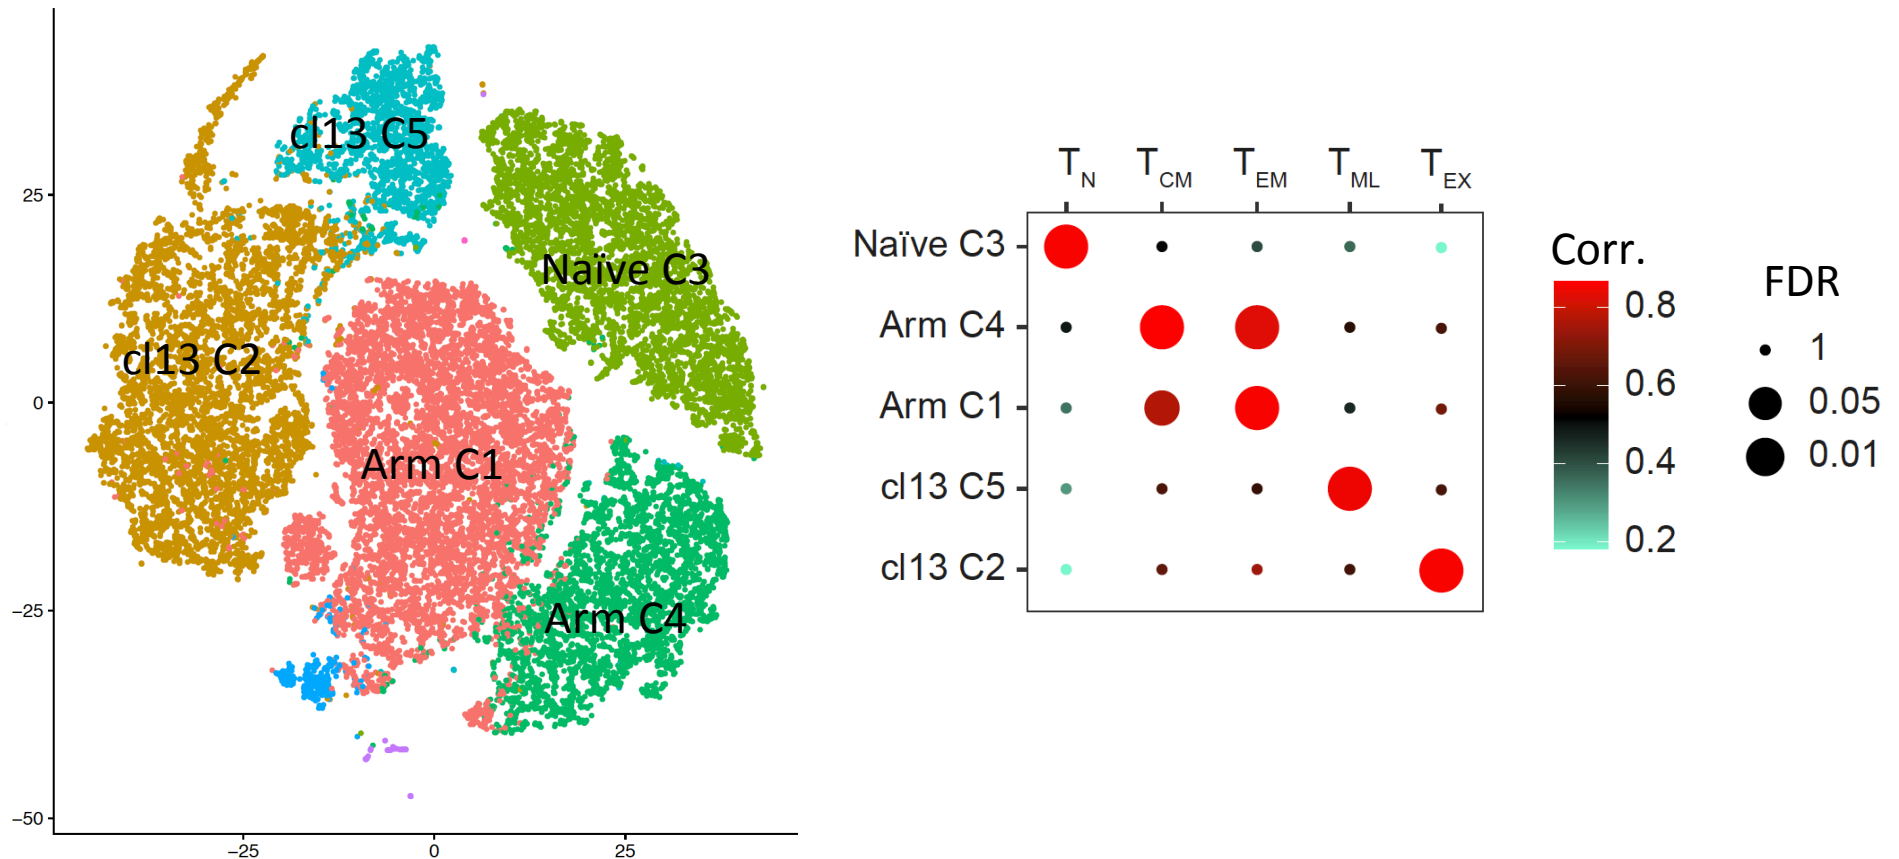 cl13 C5
Naïve C3
cl13 C2
Arm C1
Arm C4
25
0
−25
−50
−25
0
25
TN TCM TEM TML TEX
Naïve C3
Arm C4
Arm C1
cl13 C5
cl13 C2
Corr.
0.8
0.6
0.4
0.2
FDR
1
0.05
0.01